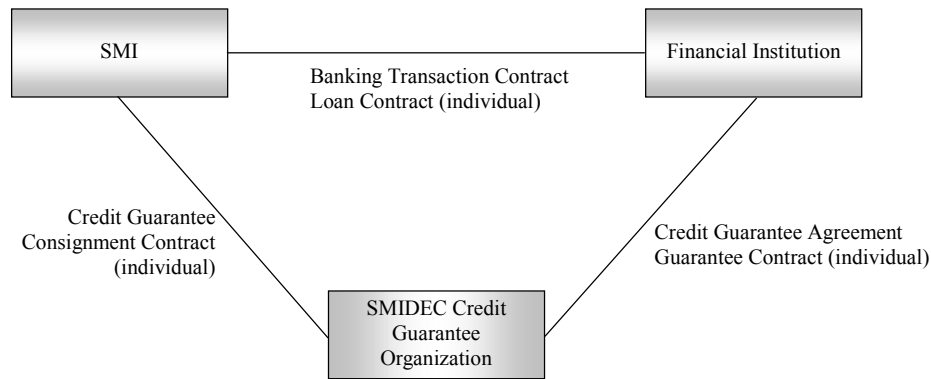 SMI
Financial Institution
Banking Transaction Contract
Loan Contract (individual)
Credit Guarantee
Consignment Contract
(individual)
Credit Guarantee Agreement
Guarantee Contract (individual)
SMIDEC Credit
Guarantee
Organization